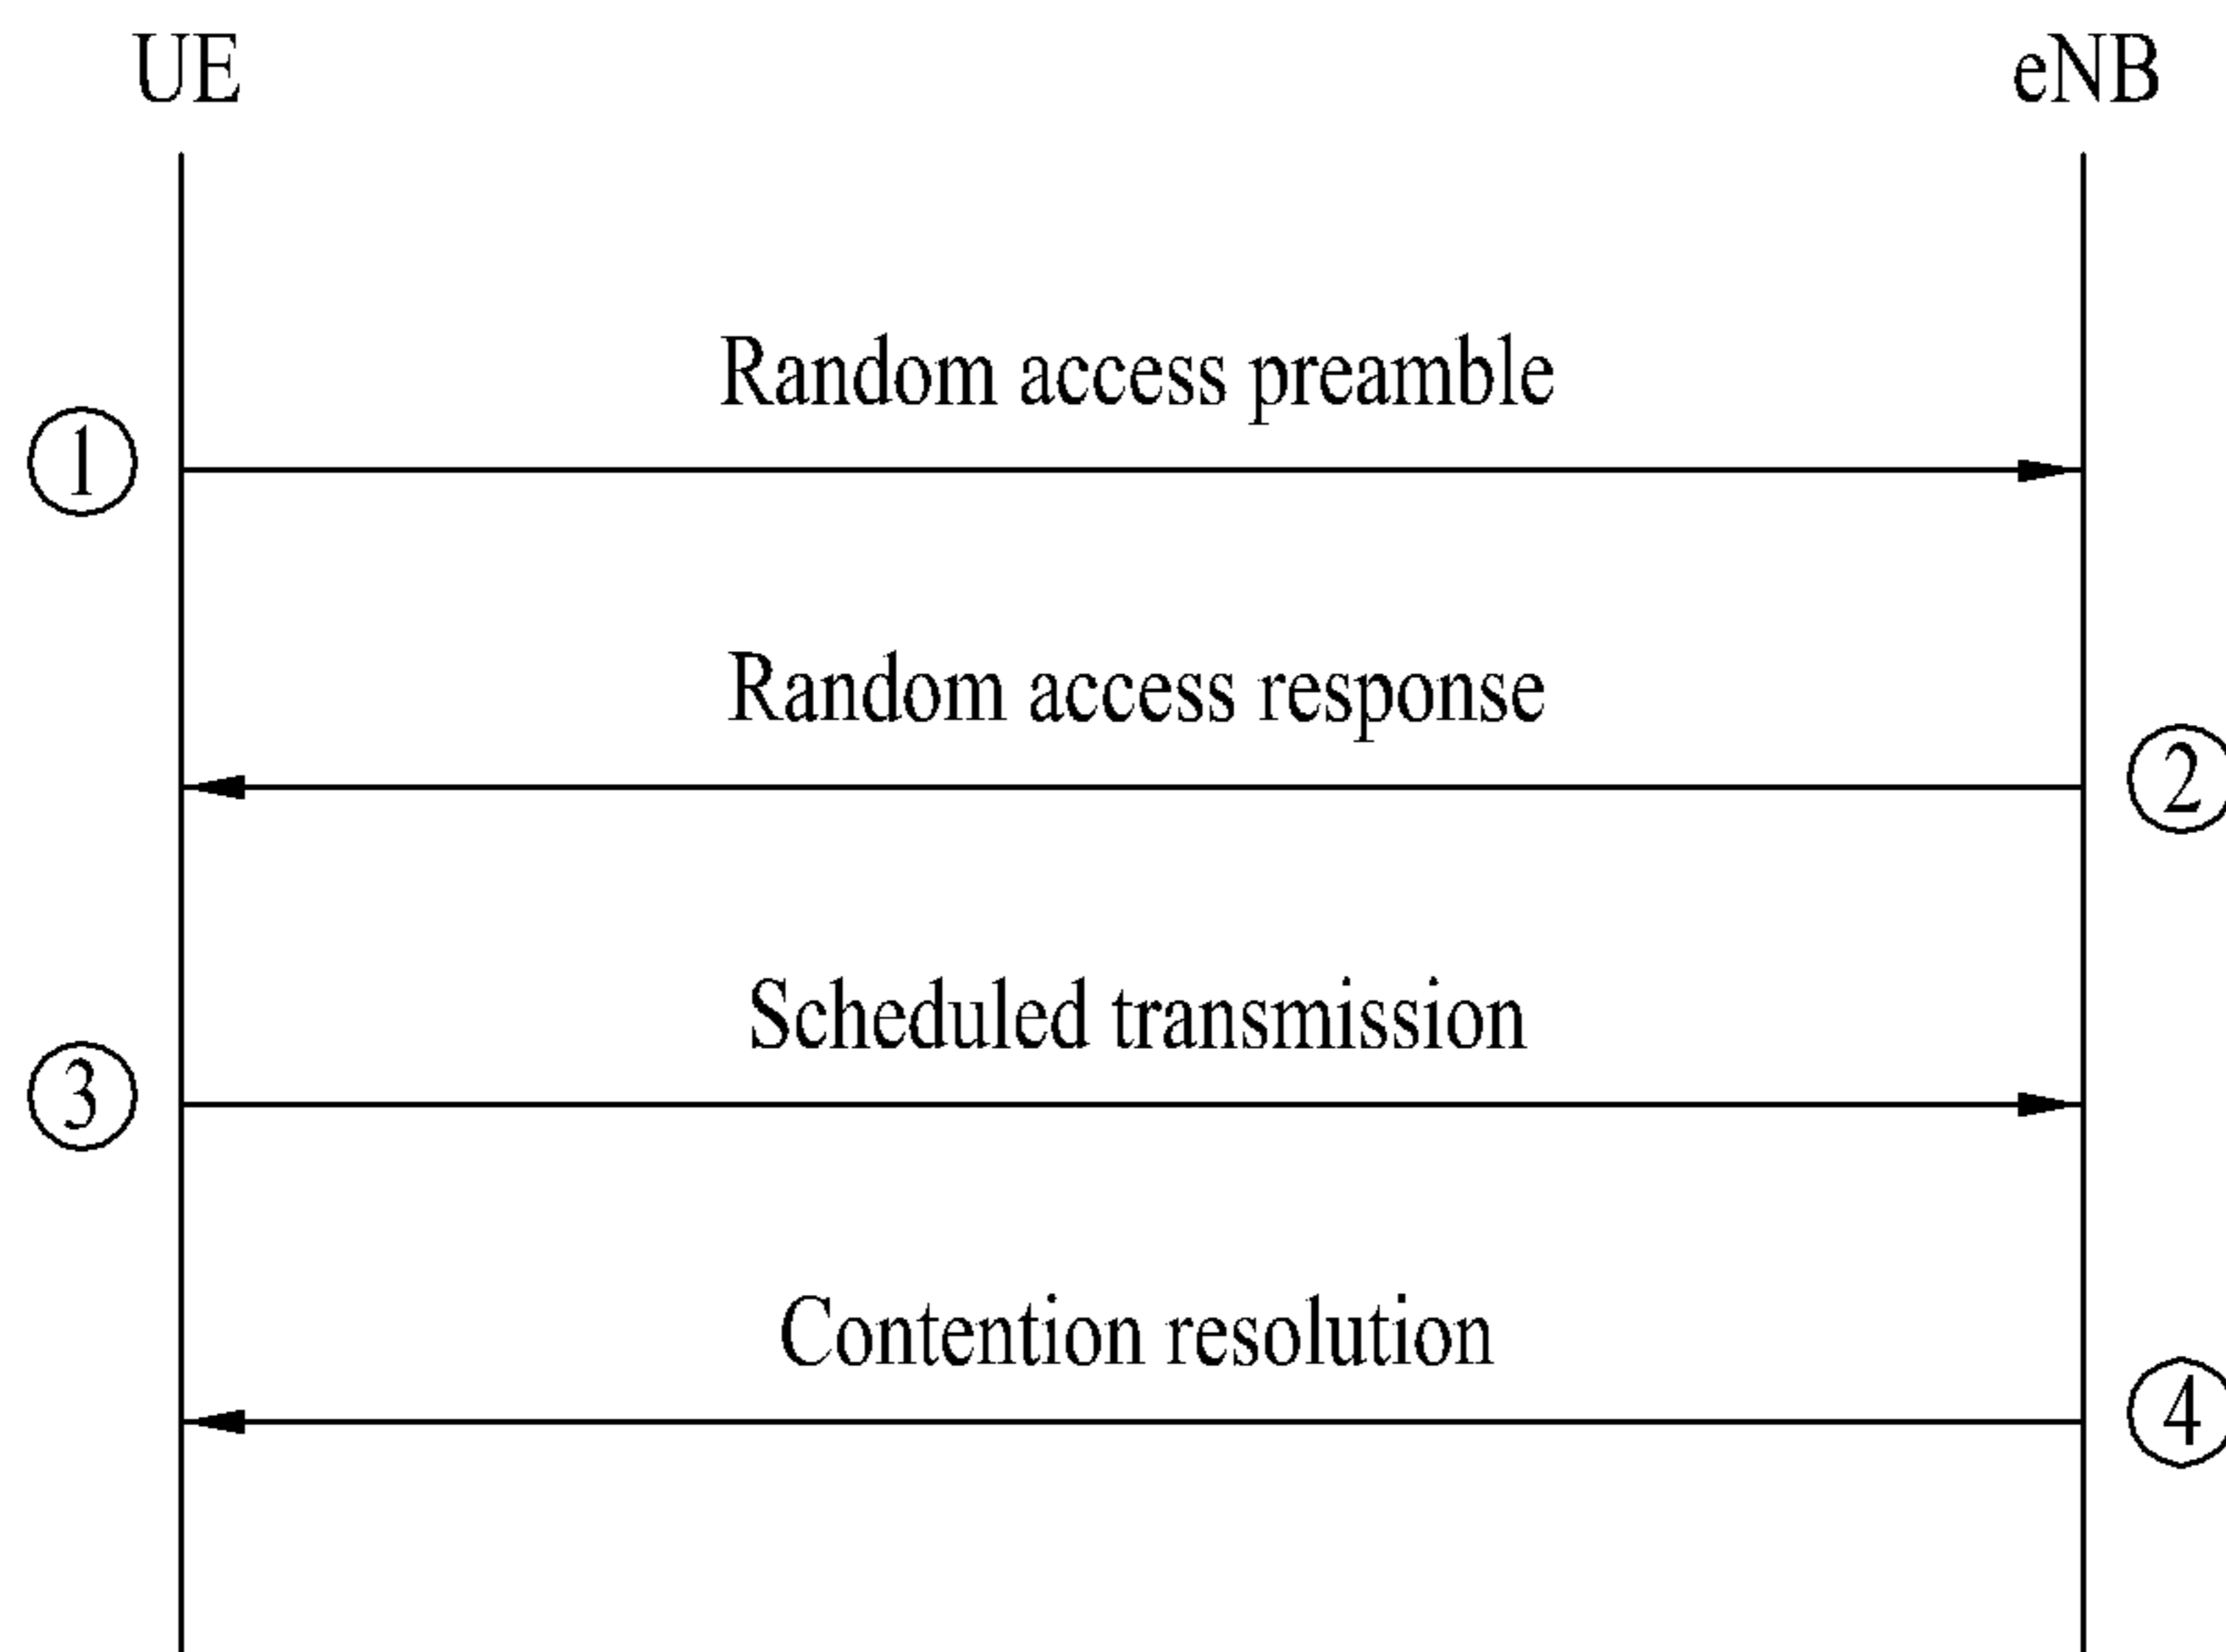 UE eNB
Random access preamble
①
Random access response
②
Scheduled transmission
③
Contention resolution
④